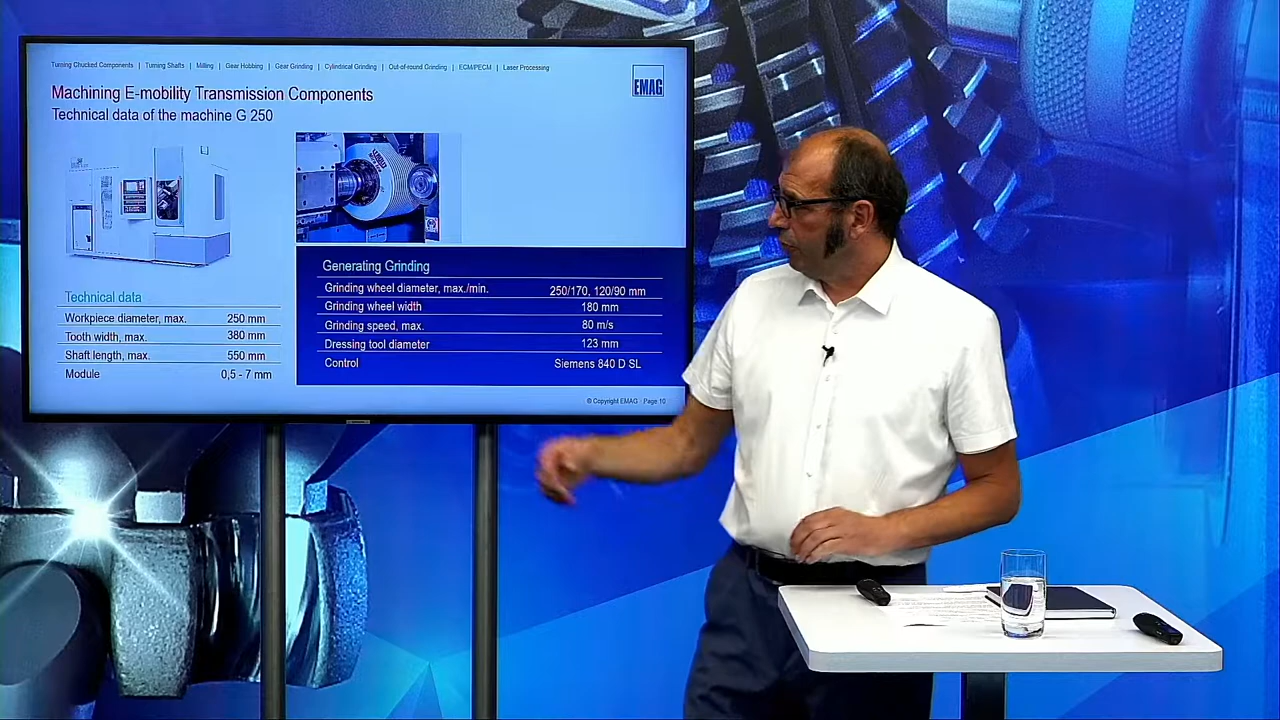 Turning Chucked Components | Turning Shafts | Milling | Gear Hobbing | Gear Grinding | Cylindrical Grinding | Out-of-round Grinding | ECM/PECM | Laser Processing
EMAG
Machining E-mobility Transmission Components
Technical data of the machine G 250
Technical data
Workpiece diameter, max. 250 mm
Tooth width, max. 380 mm
Shaft length, max. 550 mm
Module 0,5 - 7 mm
Generating Grinding
Grinding wheel diameter, max./min. 250/170, 120/90 mm
Grinding wheel width 180 mm
Grinding speed, max. 80 m/s
Dressing tool diameter 123 mm
Control Siemens 840 D SL
© Copyright EMAG - Page 10